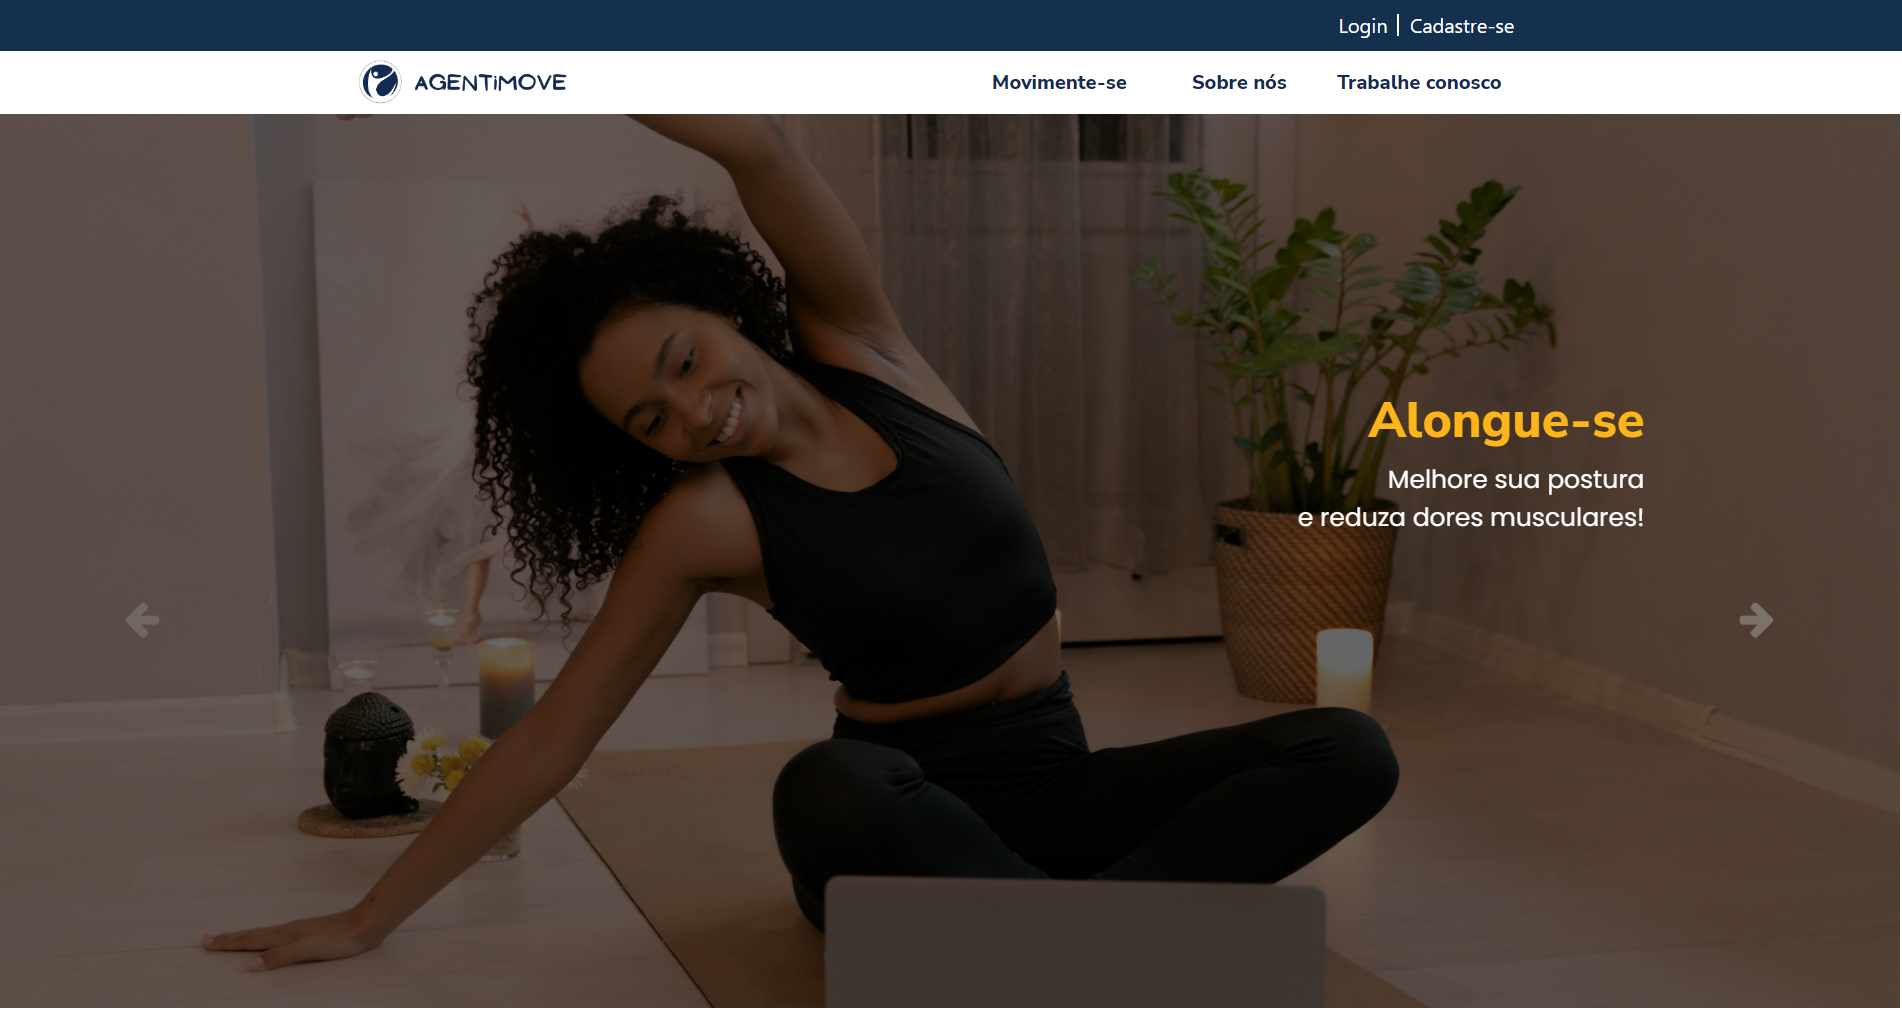 Login | Cadastre-se
AGENTiMOVE
Movimente-se
Sobre nós
Trabalhe conosco
Alongue-se
Melhore sua postura
e reduza dores musculares!